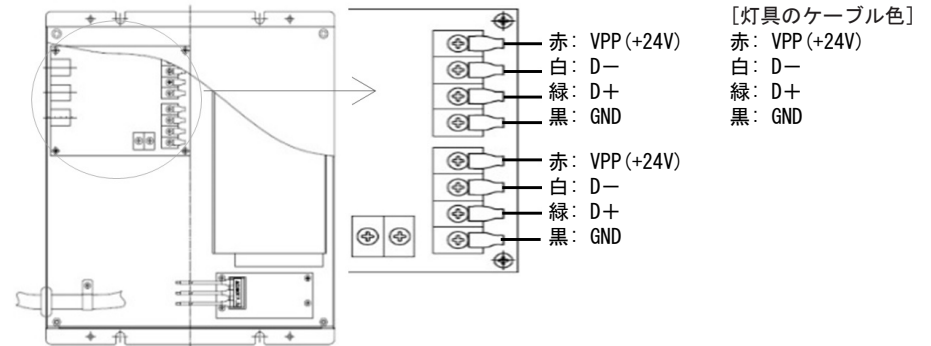 [灯具のケーブル色]
赤: VPP(+24V)
白: D－
緑: D＋
黒: GND
赤: VPP(+24V)
白: D－
緑: D＋
黒: GND
赤: VPP(+24V)
白: D－
緑: D＋
黒: GND